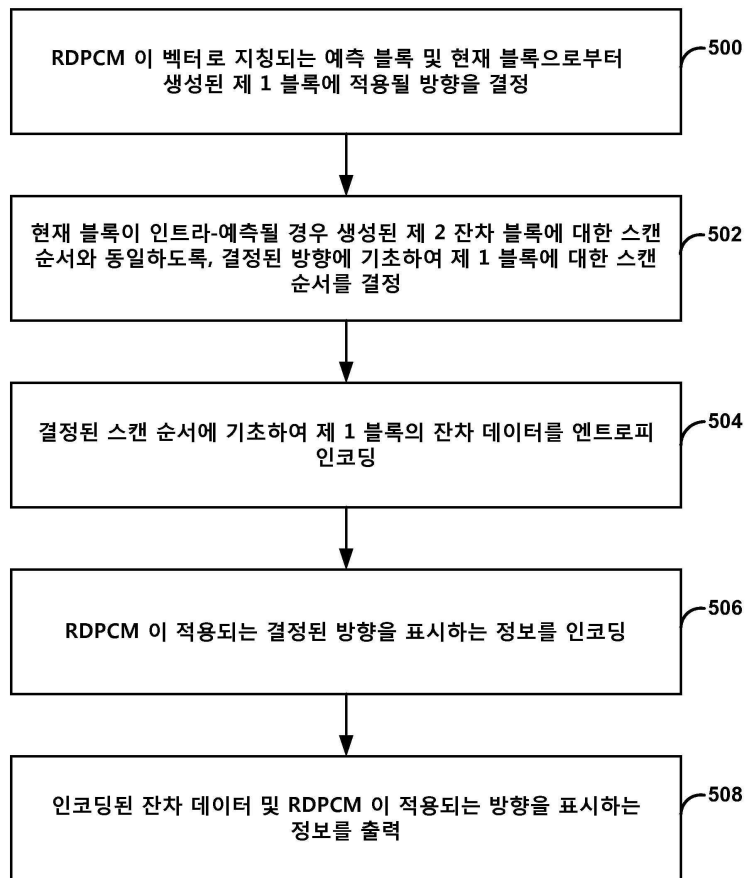 RDPCM 이 벡터로 지칭되는 예측 블록 및 현재 블록으로부터
생성된 제 1 블록에 적용될 방향을 결정
500
현재 블록이 인트라-예측될 경우 생성된 제 2 잔차 블록에 대한 스캔
순서와 동일하도록, 결정된 방향에 기초하여 제 1 블록에 대한 스캔
순서를 결정
502
결정된 스캔 순서에 기초하여 제 1 블록의 잔차 데이터를 엔트로피
인코딩
504
RDPCM 이 적용되는 결정된 방향을 표시하는 정보를 인코딩
506
인코딩된 잔차 데이터 및 RDPCM 이 적용되는 방향을 표시하는
정보를 출력
508